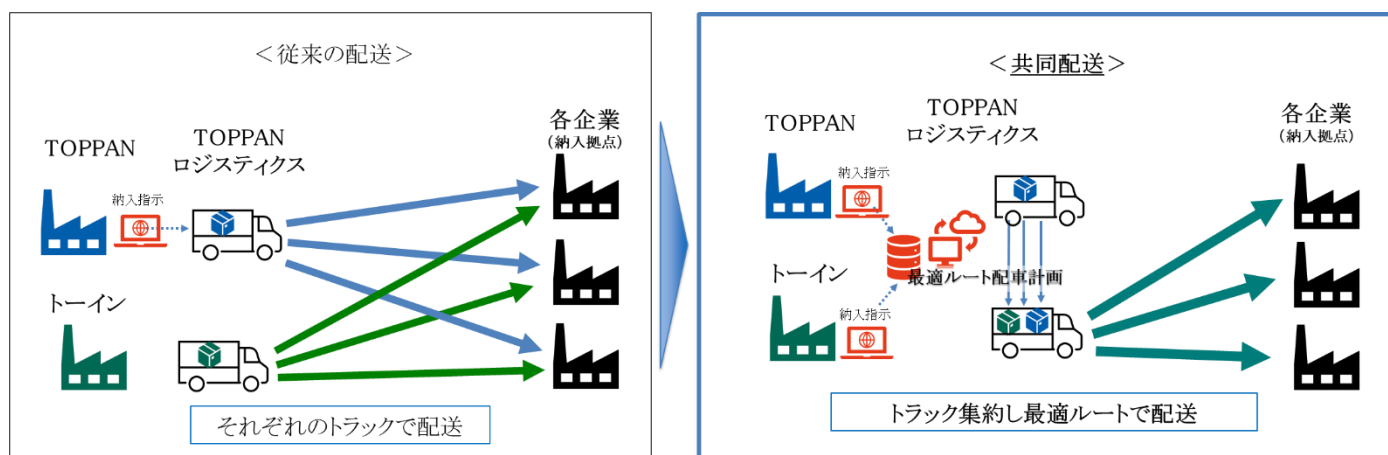 ＜従来の配送＞
TOPPAN
TOPPAN
ロジスティクス
各企業
(納入拠点)
納入指示
トーイン
それぞれのトラックで配送
＜共同配送＞
TOPPAN
TOPPAN
ロジスティクス
各企業
(納入拠点)
納入指示
最適ルート配車計画
トーイン
納入指示
トラック集約し最適ルートで配送